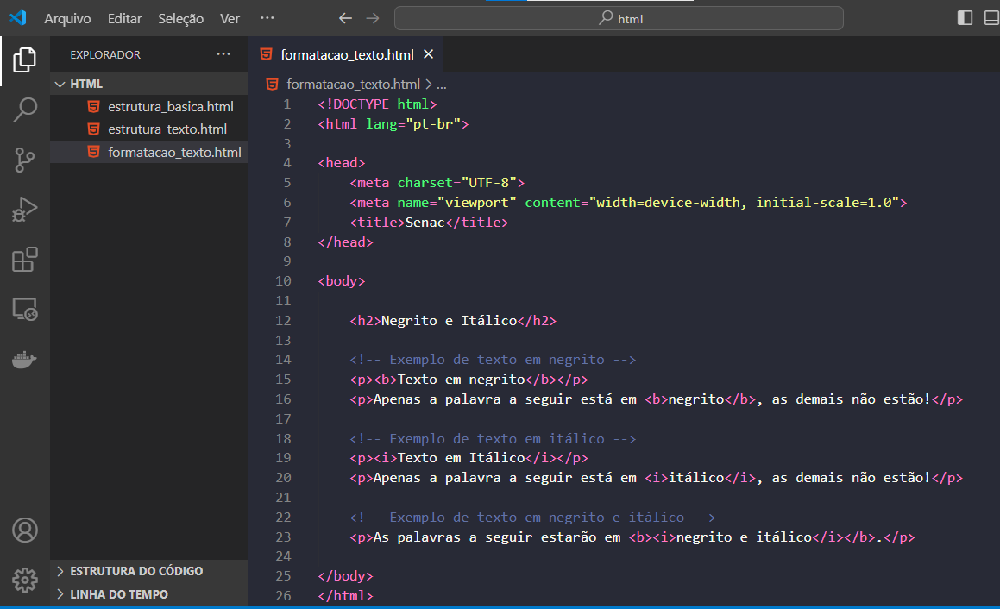 Arquivo Editar Seleção Ver ··· html
EXPLORADOR ···
HTML
estrutura_basica.html
estrutura_texto.html
formatacao_texto.html
ESTRUTURA DO CÓDIGO
LINHA DO TEMPO
formatacao_texto.html
formatacao_texto.html > ...
1 <!DOCTYPE html>
2 <html lang="pt-br">
3
4 <head>
5 <meta charset="UTF-8">
6 <meta name="viewport" content="width=device-width, initial-scale=1.0">
7 <title>Senac</title>
8 </head>
9
10 <body>
11
12 <h2>Negrito e Itálico</h2>
13
14 <!-- Exemplo de texto em negrito -->
15 <p><b>Texto em negrito</b></p>
16 <p>Apenas a palavra a seguir está em <b>negrito</b>, as demais não estão!</p>
17
18 <!-- Exemplo de texto em itálico -->
19 <p><i>Texto em Itálico</i></p>
20 <p>Apenas a palavra a seguir está em <i>itálico</i>, as demais não estão!</p>
21
22 <!-- Exemplo de texto em negrito e itálico -->
23 <p>As palavras a seguir estarão em <b><i>negrito e itálico</i></b>.</p>
24
25 </body>
26 </html>